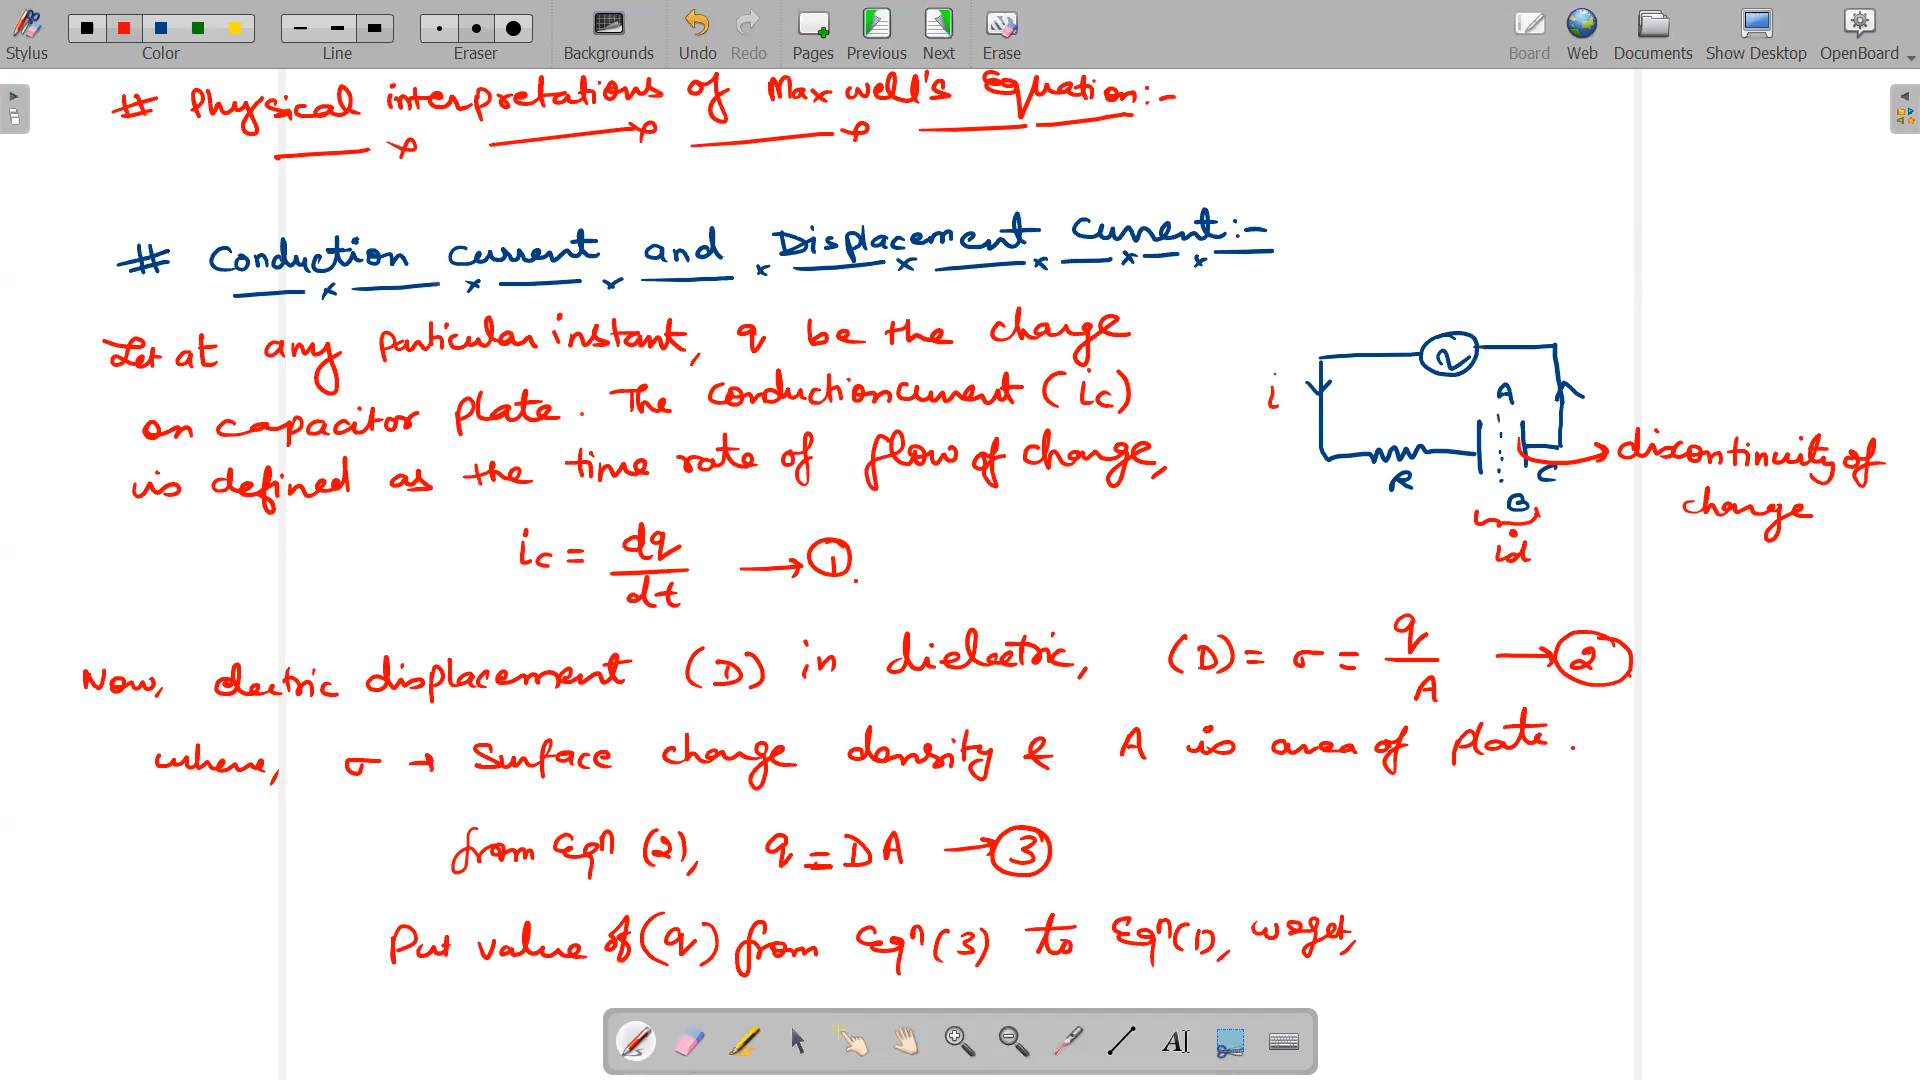 Stylus Color Line Eraser Backgrounds Undo Redo Pages Previous Next Erase Board Web Documents Show Desktop OpenBoard
# Physical interpretations of Maxwell's Equation:-
# Conduction current and Displacement current:-
Let at any particular instant, q be the charge
on capacitor plate. The conduction current (ic)
is defined as the time rate of flow of charge,
ic = dq/dt → ①.
i
A
R
B
C
id
discontinuity of
charge
Now, electric displacement (D) in dielectric, (D) = σ = q/A → ②
where, σ → Surface charge density & A is area of plate.
from Eqn (2), q = DA → ③
Put value of (q) from Eqn (3) to Eqn (1), we get,
AI